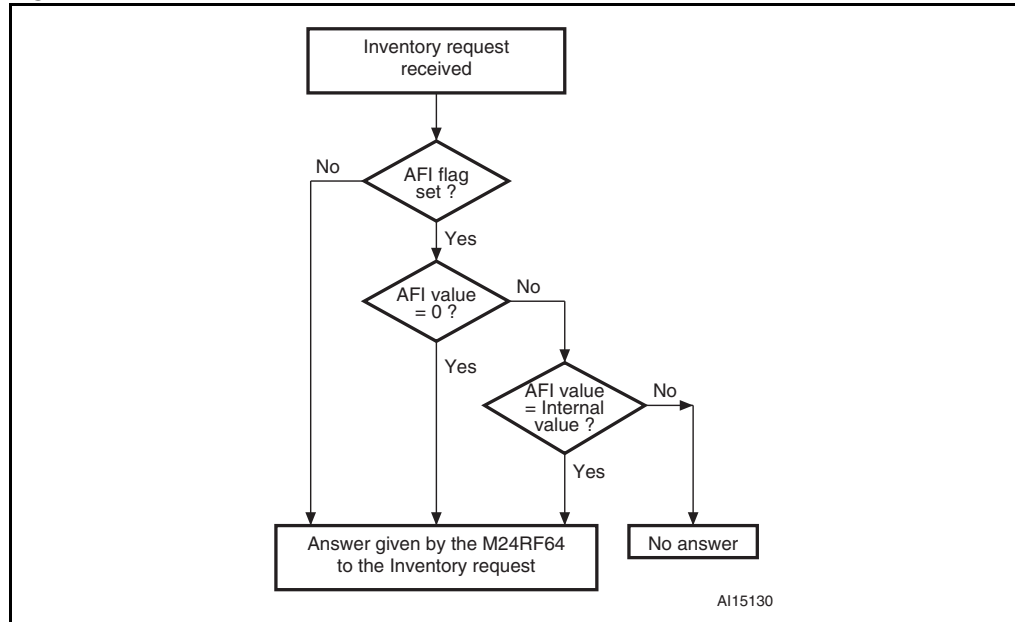 Inventory request
received
No
AFI flag
set ?
Yes
AFI value
= 0 ?
No
Yes
AFI value
= Internal
value ?
No
Yes
Answer given by the M24RF64
to the Inventory request
No answer
AI15130